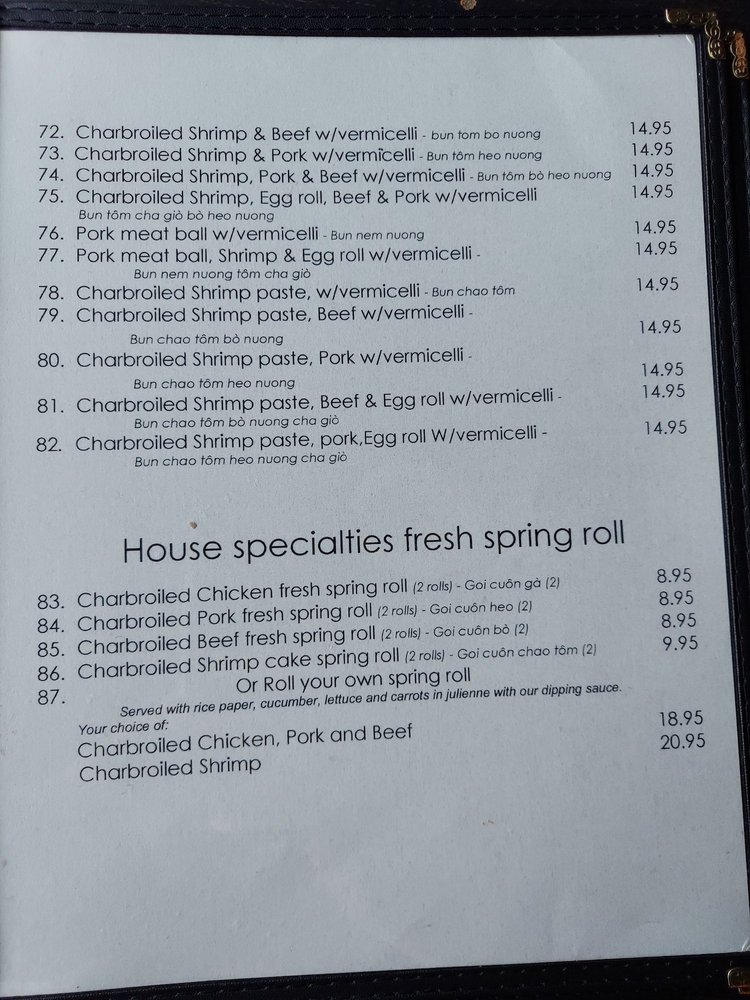 72. Charbroiled Shrimp & Beef w/vermicelli - bun tom bo nuong 14.95
73. Charbroiled Shrimp & Pork w/vermicelli - Bun tôm heo nuong 14.95
74. Charbroiled Shrimp, Pork & Beef w/vermicelli - Bun tôm bò heo nuong 14.95
75. Charbroiled Shrimp, Egg roll, Beef & Pork w/vermicelli 14.95
Bun tôm cha giò bò heo nuong
76. Pork meat ball w/vermicelli - Bun nem nuong 14.95
77. Pork meat ball, Shrimp & Egg roll w/vermicelli - 14.95
Bun nem nuong tôm cha giò
78. Charbroiled Shrimp paste, w/vermicelli - Bun chao tôm 14.95
79. Charbroiled Shrimp paste, Beef w/vermicelli -
Bun chao tôm bò nuong 14.95
80. Charbroiled Shrimp paste, Pork w/vermicelli -
Bun chao tôm heo nuong 14.95
81. Charbroiled Shrimp paste, Beef & Egg roll w/vermicelli - 14.95
Bun chao tôm bò nuong cha giò
82. Charbroiled Shrimp paste, pork,Egg roll W/vermicelli - 14.95
Bun chao tôm heo nuong cha giò
House specialties fresh spring roll
83. Charbroiled Chicken fresh spring roll (2 rolls) - Goi cuôn gà (2) 8.95
84. Charbroiled Pork fresh spring roll (2 rolls) - Goi cuôn heo (2) 8.95
85. Charbroiled Beef fresh spring roll (2 rolls) - Goi cuôn bò (2) 8.95
86. Charbroiled Shrimp cake spring roll (2 rolls) - Goi cuôn chao tôm (2) 9.95
87. Or Roll your own spring roll
Served with rice paper, cucumber, lettuce and carrots in julienne with our dipping sauce.
Your choice of:
Charbroiled Chicken, Pork and Beef 18.95
Charbroiled Shrimp 20.95